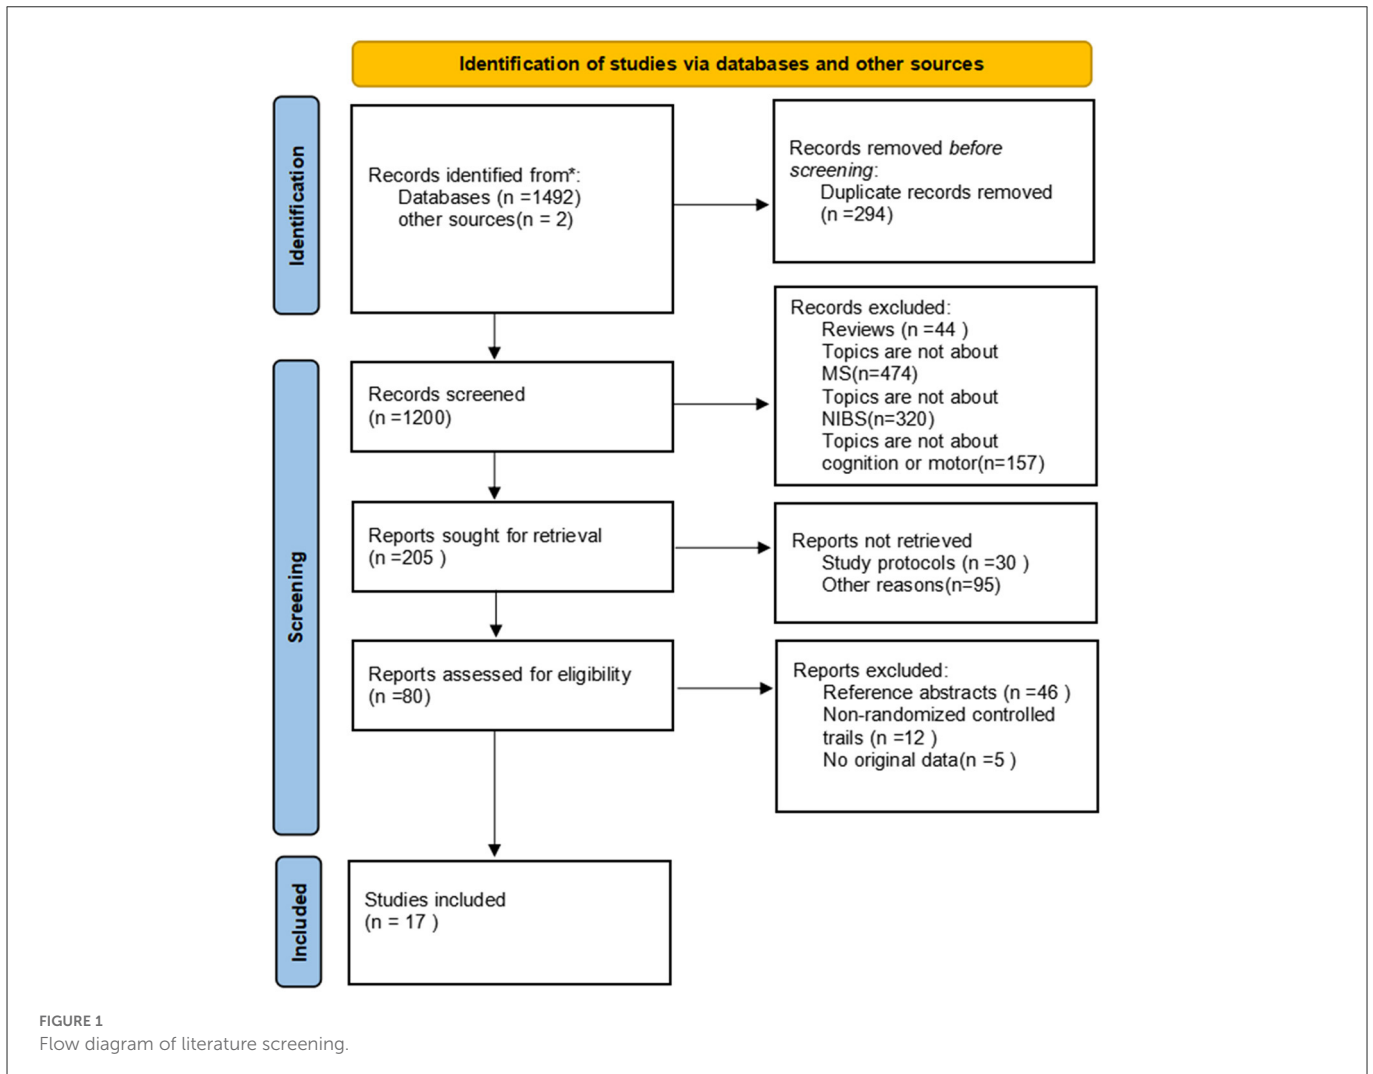 Identification of studies via databases and other sources
Identification
Records identified from*:
Databases (n =1492)
other sources(n = 2)
Records removed before
screening:
Duplicate records removed
(n =294)
Screening
Records screened
(n =1200)
Records excluded:
Reviews (n =44 )
Topics are not about
MS(n=474)
Topics are not about
NIBS(n=320)
Topics are not about
cognition or motor(n=157)
Reports sought for retrieval
(n =205 )
Reports not retrieved
Study protocols (n =30 )
Other reasons(n=95)
Reports assessed for eligibility
(n =80)
Reports excluded:
Reference abstracts (n =46 )
Non-randomized controlled
trails (n =12 )
No original data(n =5 )
Included
Studies included
(n = 17 )
FIGURE 1
Flow diagram of literature screening.